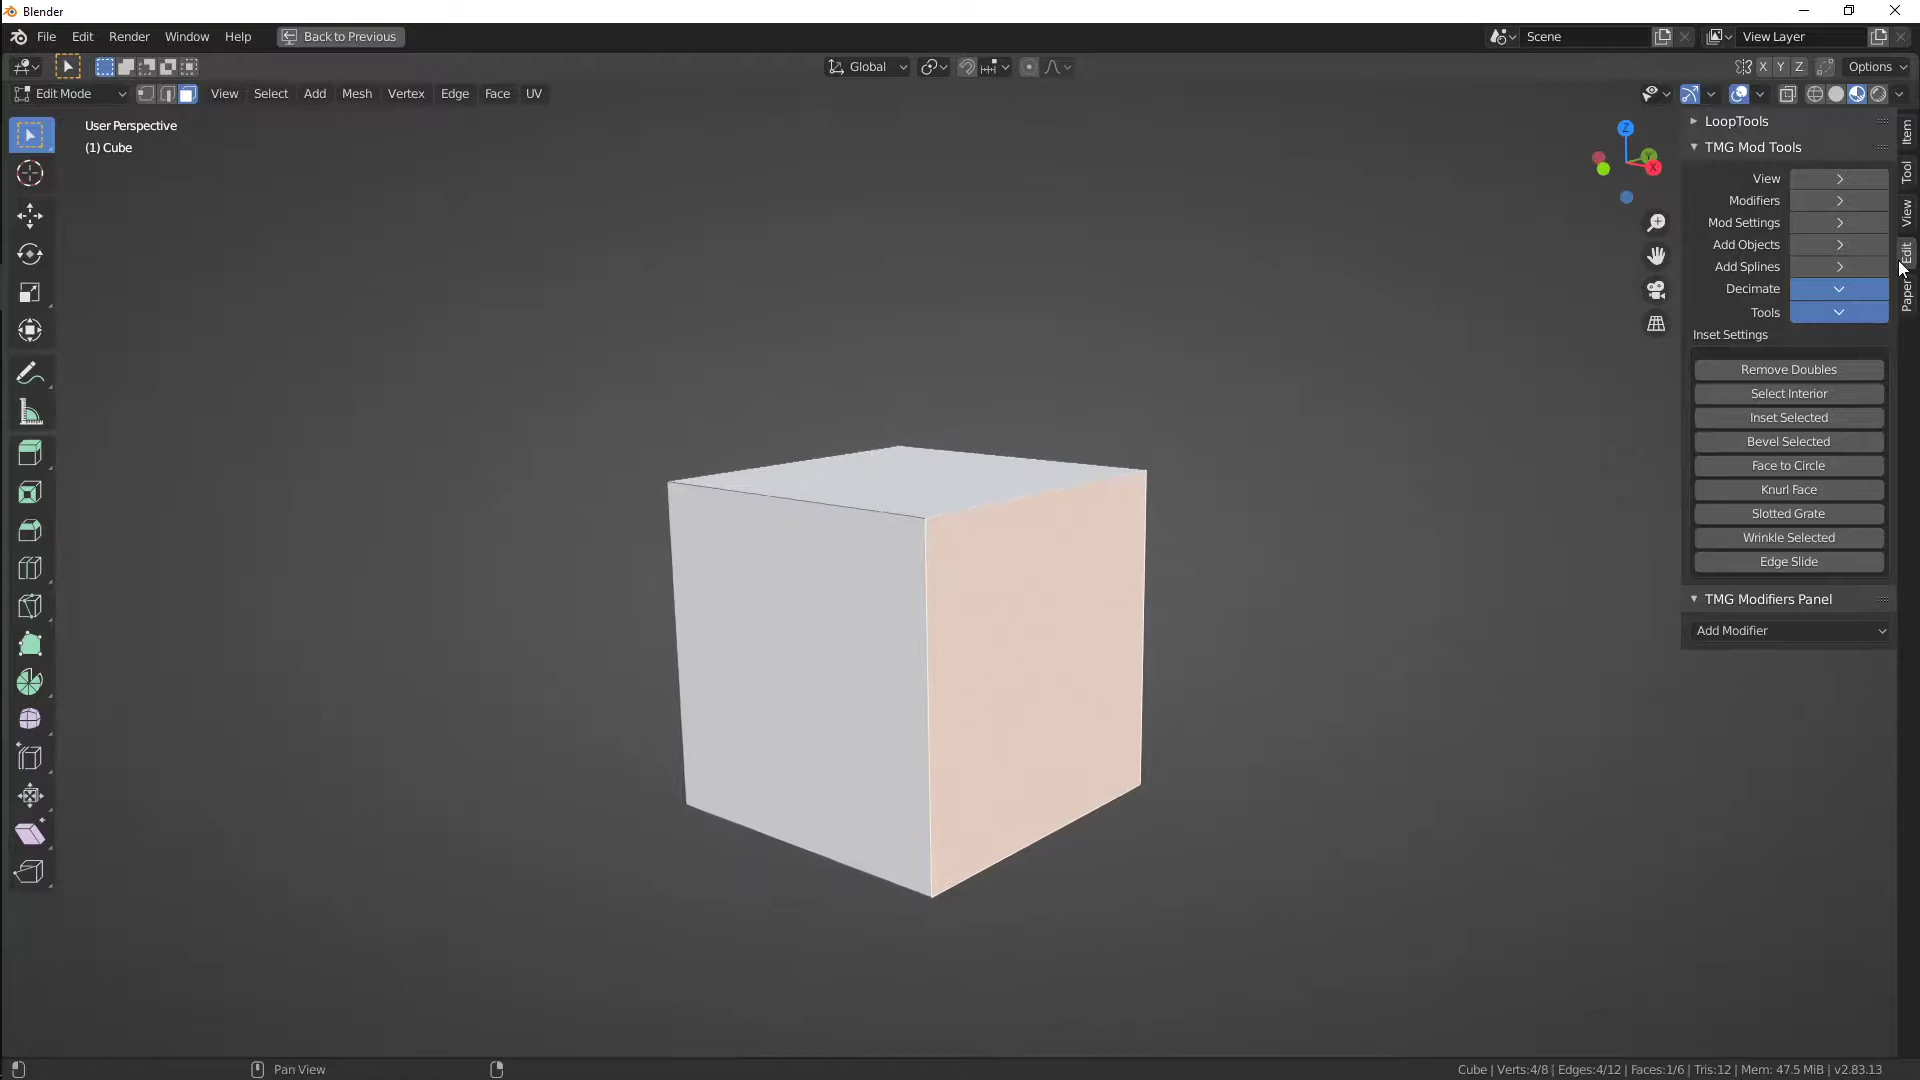 Blender
File Edit Render Window Help Back to Previous Scene View Layer
Global X Y Z Options
Edit Mode View Select Add Mesh Vertex Edge Face UV
User Perspective
(1) Cube
Z
Y
X
LoopTools
TMG Mod Tools
View
Modifiers
Mod Settings
Add Objects
Add Splines
Decimate
Tools
Inset Settings
Remove Doubles
Select Interior
Inset Selected
Bevel Selected
Face to Circle
Knurl Face
Slotted Grate
Wrinkle Selected
Edge Slide
TMG Modifiers Panel
Add Modifier
Item
Tool
View
Edit
Paper
Pan View
Cube | Verts:4/8 | Edges:4/12 | Faces:1/6 | Tris:12 | Mem: 47.5 MiB | v2.83.13